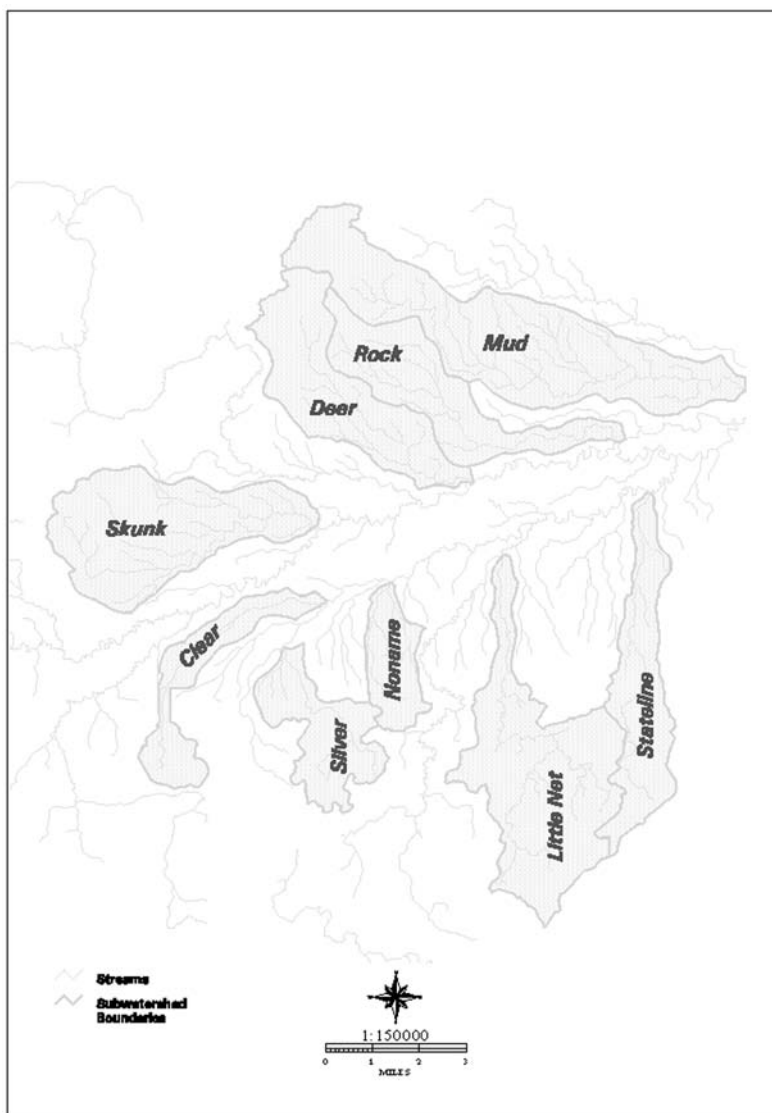 Mud
Rock
Deer
Skunk
Clear
Noname
Silver
Stateline
Little Net
Streams
Subwatershed
Boundaries
1:150000
0 1 2 3
MILES